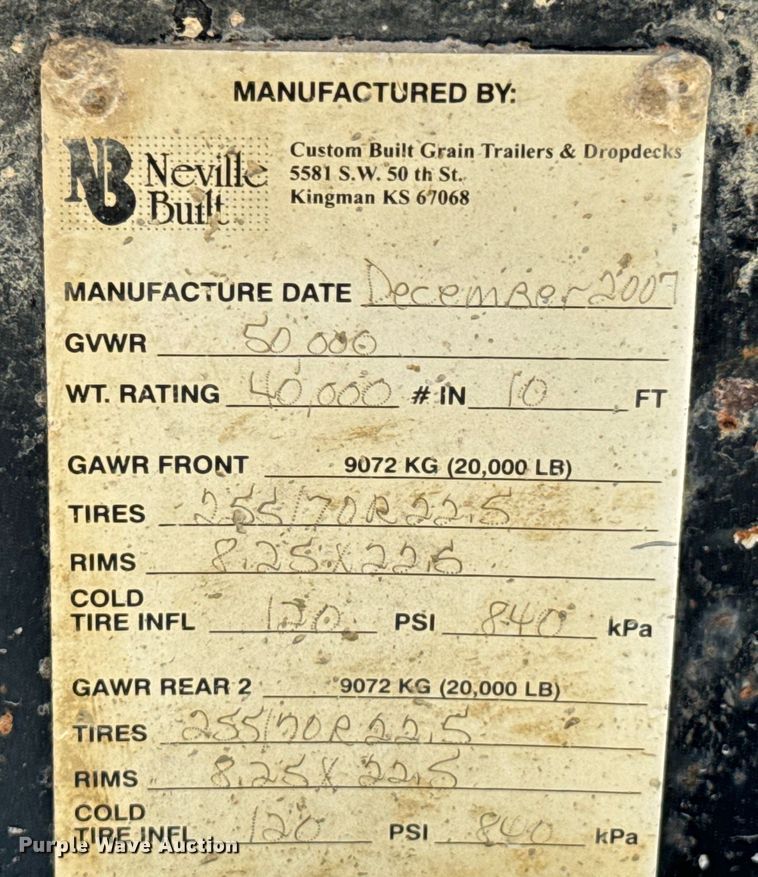 MANUFACTURED BY:
NB Neville Built
Custom Built Grain Trailers & Dropdecks
5581 S.W. 50 th St.
Kingman KS 67068
MANUFACTURE DATE December 2007
GVWR 50 000
WT. RATING 40,000 # IN 10 FT
GAWR FRONT 9072 KG (20,000 LB)
TIRES 255/70R22.5
RIMS 8.25 X 22.5
COLD
TIRE INFL 120 PSI 840 kPa
GAWR REAR 2 9072 KG (20,000 LB)
TIRES 255/70R22.5
RIMS 8.25 X 22.5
COLD
TIRE INFL 120 PSI 840 kPa
Purple Wave Auction